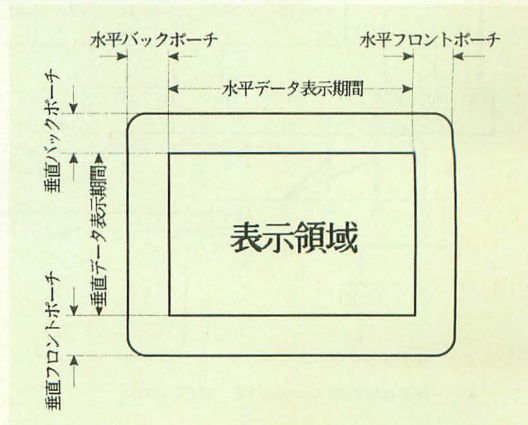 水平バックポーチ
水平フロントポーチ
水平データ表示期間
垂直バックポーチ
垂直データ表示期間
表示領域
垂直フロントポーチ